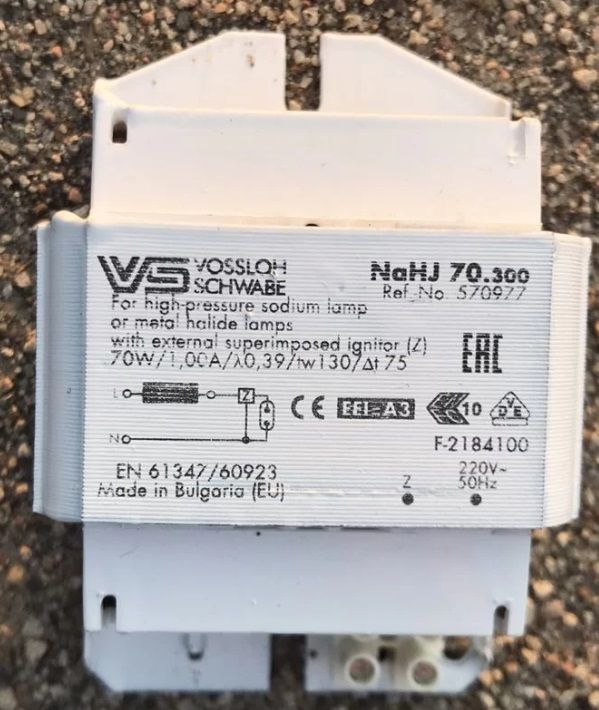 VS VOSSLOH SCHWABE
NaHJ 70.300
Ref. No. 570977
For high-pressure sodium lamp
or metal halide lamps
with external superimposed ignitor (Z)
70W/1,00A/λ0,39/tw130/Δt 75
EAC
L
Z
N
CE EEI=A3 10 VDE
F-2184100
EN 61347/60923
Made in Bulgaria (EU)
Z
220V~
50Hz